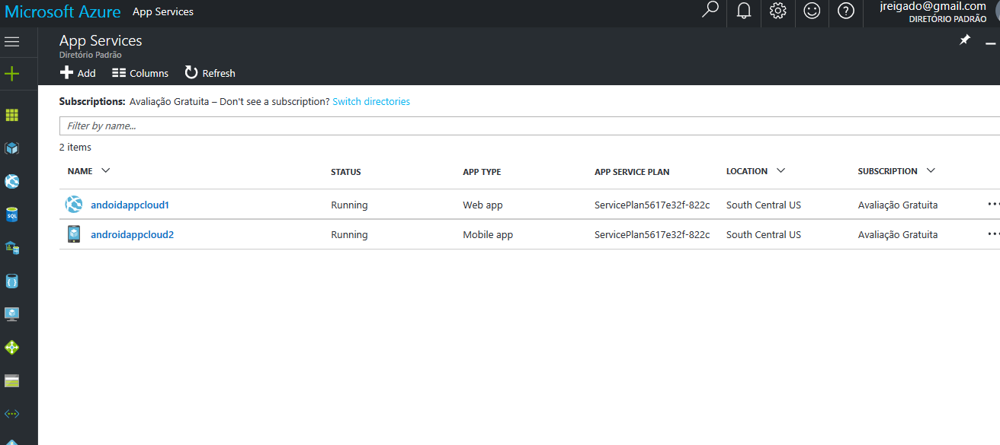 Microsoft Azure App Services
jreigado@gmail.com
DIRETÓRIO PADRÃO
App Services
Diretório Padrão
Add Columns Refresh
Subscriptions: Avaliação Gratuita – Don't see a subscription? Switch directories
Filter by name...
2 items
NAME STATUS APP TYPE APP SERVICE PLAN LOCATION SUBSCRIPTION
andoidappcloud1 Running Web app ServicePlan5617e32f-822c South Central US Avaliação Gratuita
androidappcloud2 Running Mobile app ServicePlan5617e32f-822c South Central US Avaliação Gratuita
SQL